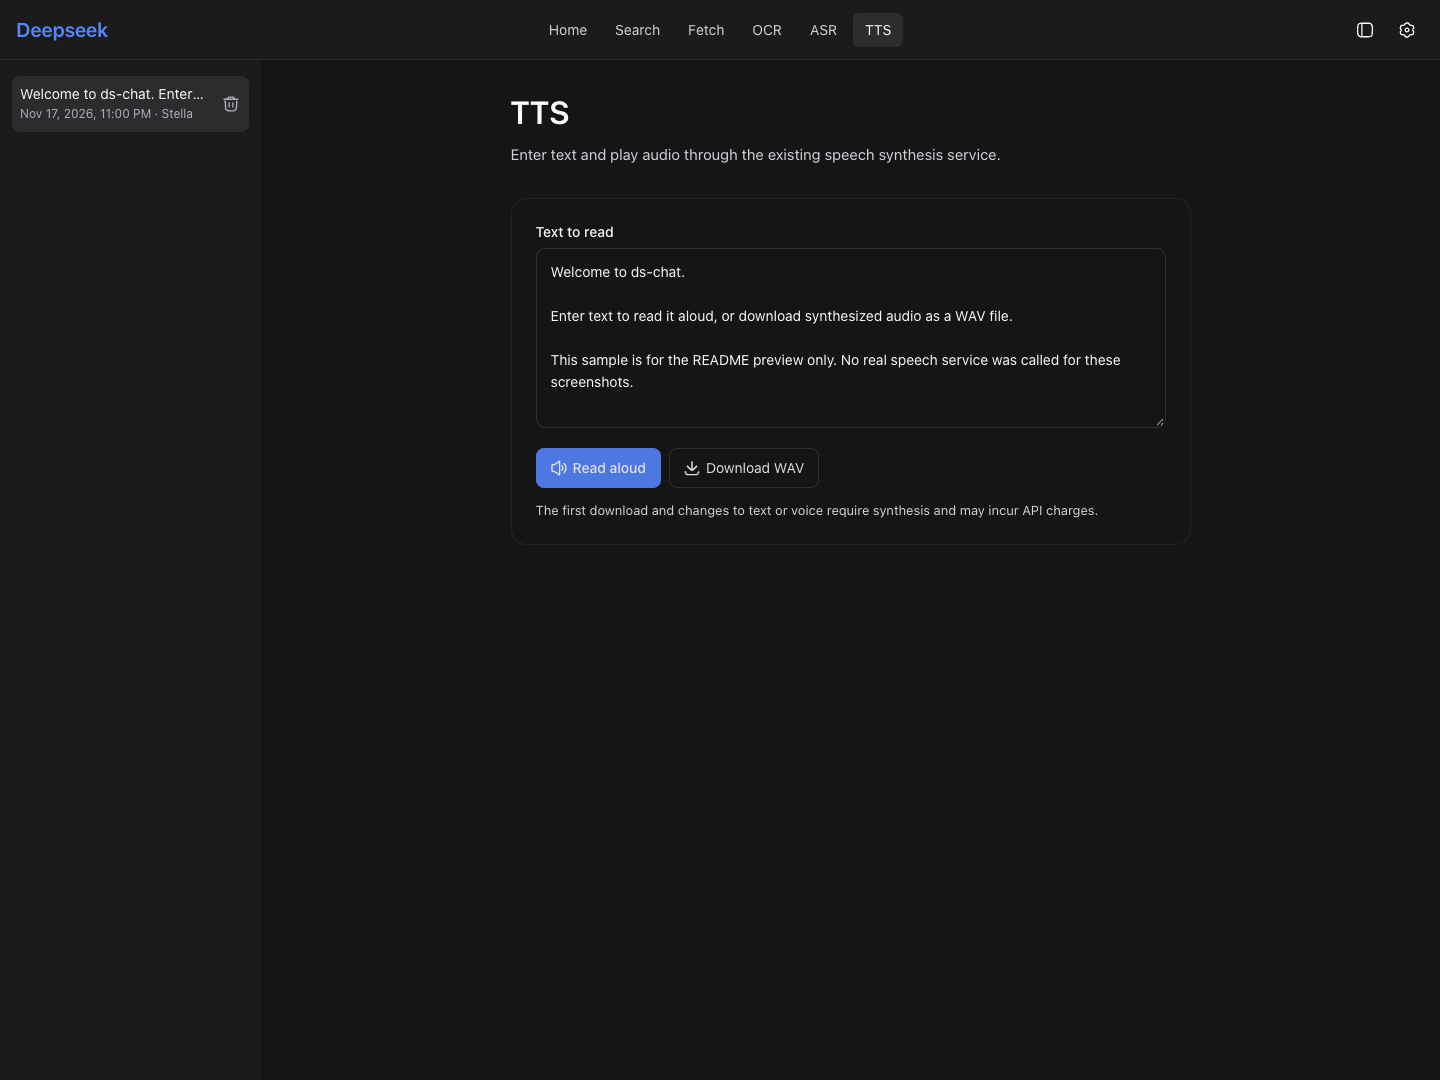 Deepseek
Home
Search
Fetch
OCR
ASR
TTS
Welcome to ds-chat. Enter...
Nov 17, 2026, 11:00 PM · Stella
TTS
Enter text and play audio through the existing speech synthesis service.
Text to read
Welcome to ds-chat.
Enter text to read it aloud, or download synthesized audio as a WAV file.
This sample is for the README preview only. No real speech service was called for these
screenshots.
Read aloud
Download WAV
The first download and changes to text or voice require synthesis and may incur API charges.